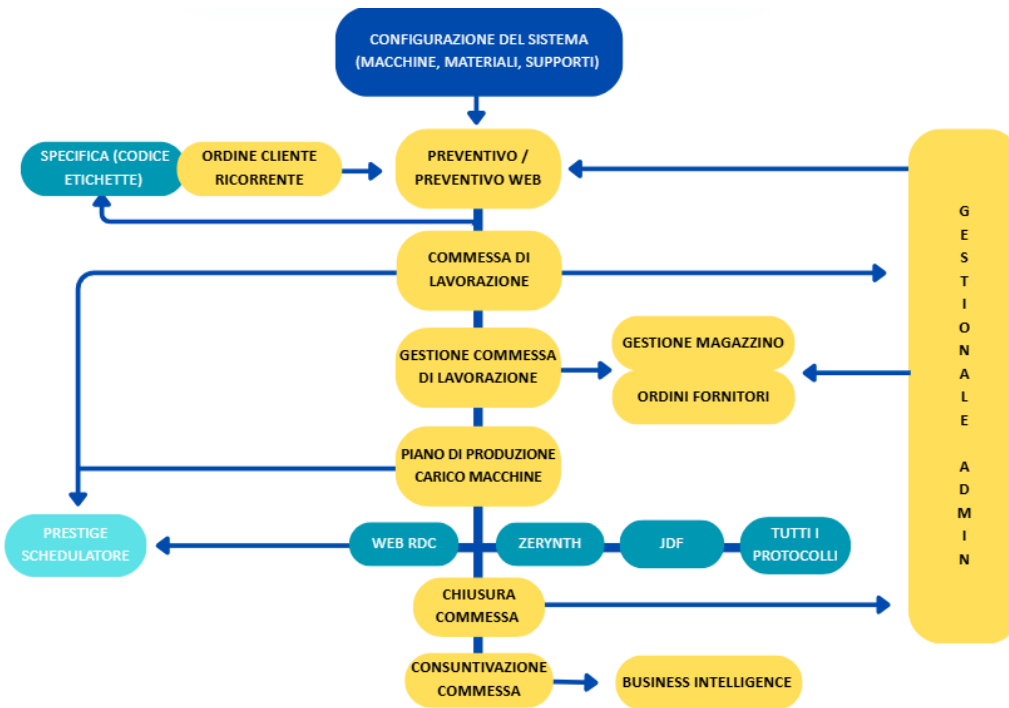 CONFIGURAZIONE DEL SISTEMA
(MACCHINE, MATERIALI, SUPPORTI)
SPECIFICA (CODICE
ETICHETTE)
ORDINE CLIENTE
RICORRENTE
PREVENTIVO /
PREVENTIVO WEB
COMMESSA DI
LAVORAZIONE
GESTIONE COMMESSA
DI LAVORAZIONE
GESTIONE MAGAZZINO
ORDINI FORNITORI
PIANO DI PRODUZIONE
CARICO MACCHINE
PRESTIGE
SCHEDULATORE
WEB RDC
ZERYNTH
JDF
TUTTI I
PROTOCOLLI
CHIUSURA
COMMESSA
CONSUNTIVAZIONE
COMMESSA
BUSINESS INTELLIGENCE
GESTIONALE ADMIN